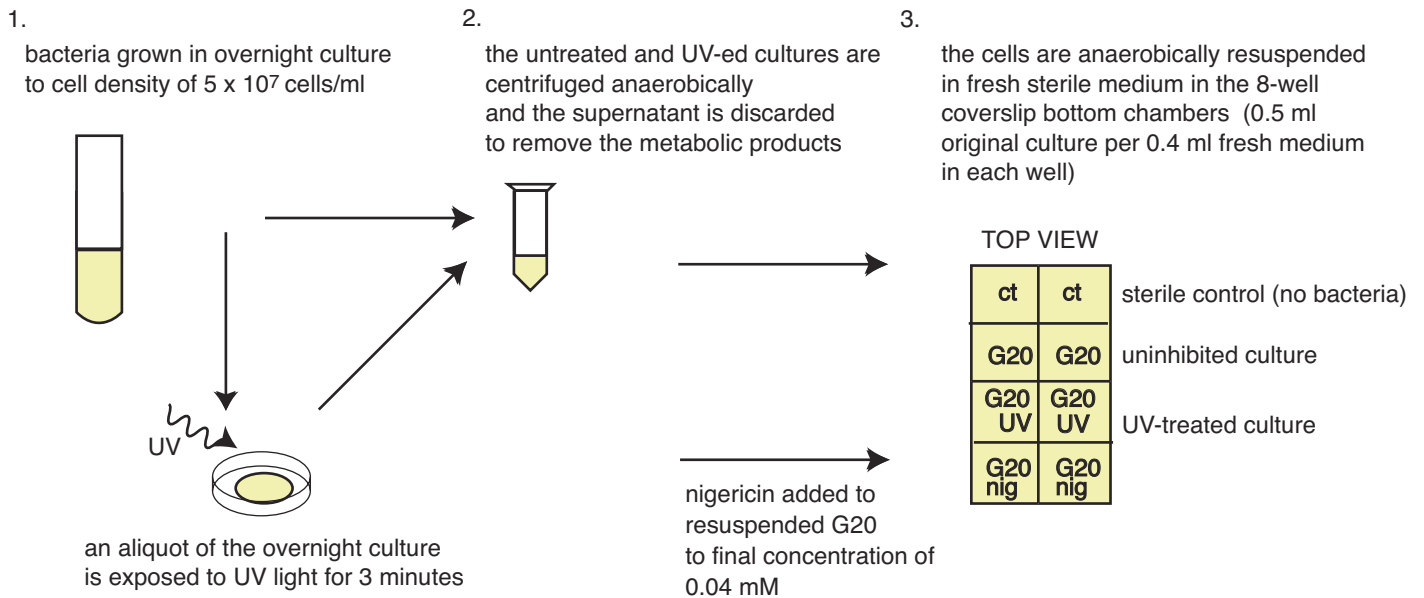 1.
bacteria grown in overnight culture
to cell density of 5 x 10⁷ cells/ml
UV
an aliquot of the overnight culture
is exposed to UV light for 3 minutes
2.
the untreated and UV-ed cultures are
centrifuged anaerobically
and the supernatant is discarded
to remove the metabolic products
nigericin added to
resuspended G20
to final concentration of
0.04 mM
3.
the cells are anaerobically resuspended
in fresh sterile medium in the 8-well
coverslip bottom chambers (0.5 ml
original culture per 0.4 ml fresh medium
in each well)
TOP VIEW
ct ct sterile control (no bacteria)
G20 G20 uninhibited culture
G20 G20
UV UV UV-treated culture
G20 G20
nig nig